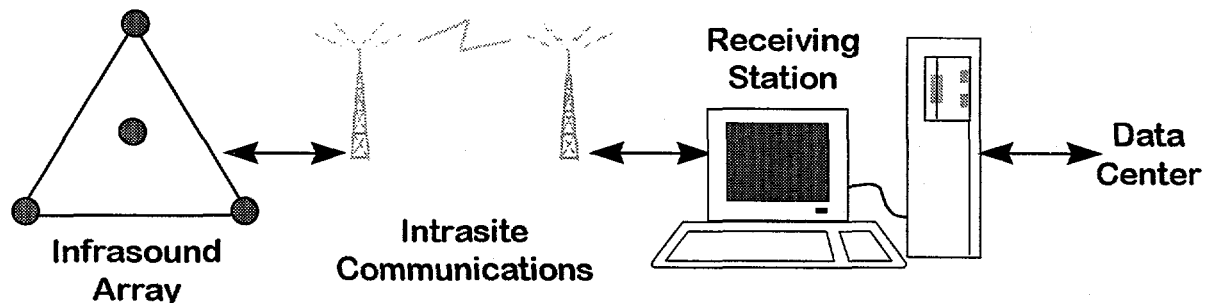 Infrasound
Array
Intrasite
Communications
Receiving
Station
Data
Center